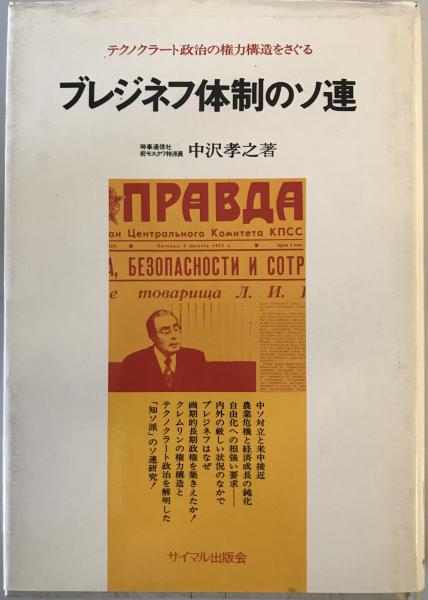 テクノクラート政治の権力構造をさぐる
ブレジネフ体制のソ連
時事通信社
前モスクワ特派員
中沢孝之著
ПРАВДА
ан Центрального Комитета КПСС
Пятница, 7
1977 г.
А, БЕЗОПАСНОСТИ И СОТР
е товарища Л. И. І
中ソ対立と米中接近
農業危機と経済成長の鈍化
自由化への根強い要求――
内外の厳しい状況のなかで
ブレジネフはなぜ
画期的長期政権を築きえたか！
クレムリンの権力構造と
テクノクラート政治を解明した
「知ソ派」のソ連研究！
サイマル出版会